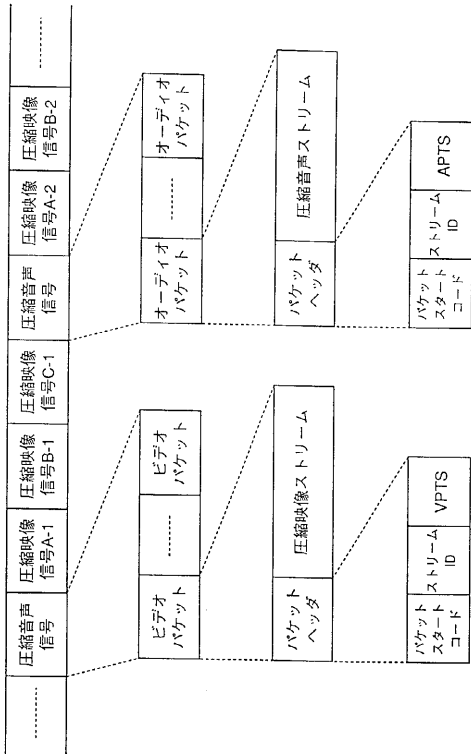 圧縮音声
信号
圧縮映像
信号A-1
圧縮映像
信号B-1
圧縮映像
信号C-1
圧縮音声
信号
圧縮映像
信号A-2
圧縮映像
信号B-2
ビデオ
パケット
ビデオ
パケット
オーディオ
パケット
オーディオ
パケット
パケット
ヘッダ
圧縮映像ストリーム
パケット
ヘッダ
圧縮音声ストリーム
パケット
スタート
コード
ストリーム
ID
VPTS
パケット
スタート
コード
ストリーム
ID
APTS